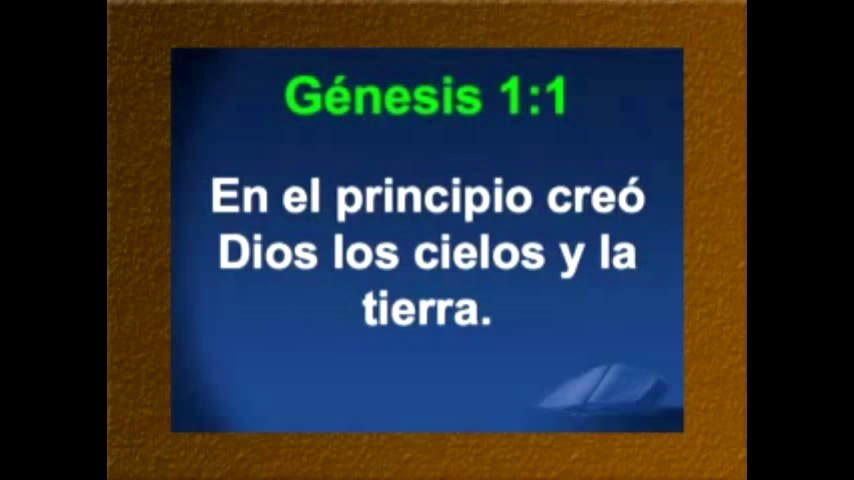 Génesis 1:1
En el principio creó
Dios los cielos y la
tierra.